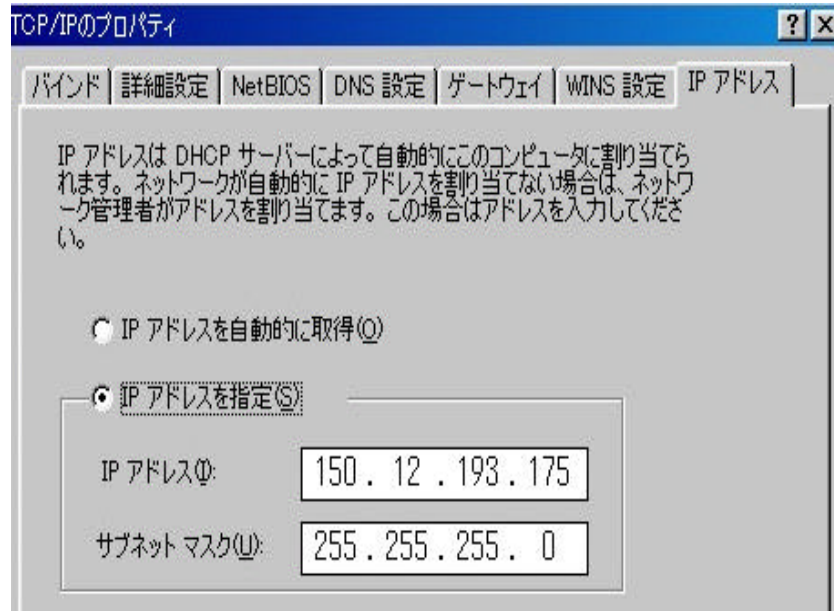 TCP/IPのプロパティ
バインド 詳細設定 NetBIOS DNS 設定 ゲートウェイ WINS 設定 IP アドレス
IP アドレスは DHCP サーバーによって自動的にこのコンピュータに割り当てら
れます。ネットワークが自動的に IP アドレスを割り当てない場合は、ネットワ
ーク管理者がアドレスを割り当てます。この場合はアドレスを入力してくださ
い。
IP アドレスを自動的に取得(O)
IP アドレスを指定(S)
IP アドレス(I): 150 . 12 . 193 . 175
サブネット マスク(U): 255 . 255 . 255 . 0